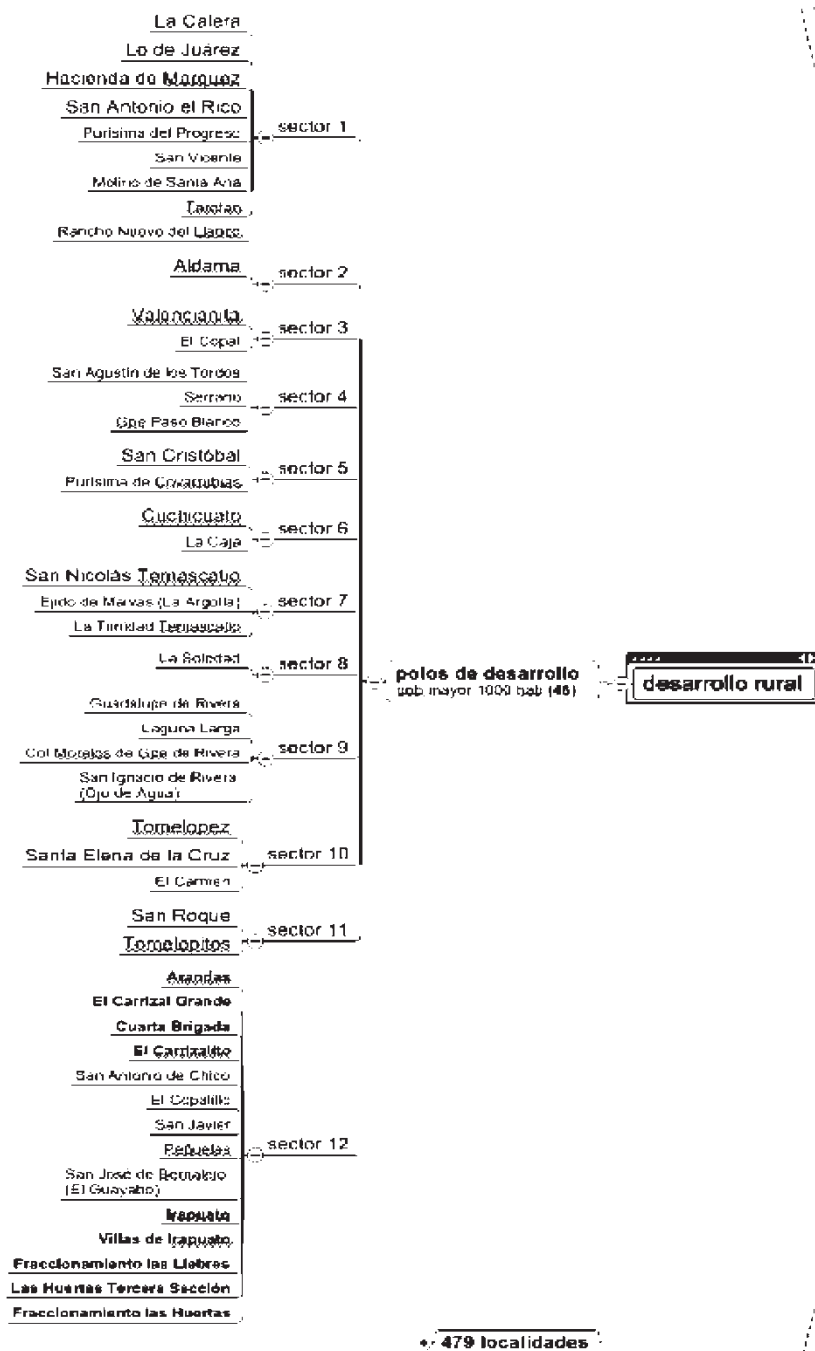 La Calera
Lo de Juárez
Hacienda de Marquez
San Antonio el Rico
Purísima del Progreso
San Vicente
Molino de Santa Ana
sector 1
Rancho Nuevo del Llanco
Aldama
sector 2
Valencianita
El Copal
sector 3
San Agustín de los Tordos
Serrano
Gpe Paso Blanco
sector 4
San Cristóbal
Purísima de Covarrubias
sector 5
Cuchicuato
La Caja
sector 6
San Nicolás Temascatío
Ejido de Malvas (La Argolla)
La Trinidad Temascatío
sector 7
La Soledad
sector 8
polos de desarrollo
pob mayor 1000 hab (46)
desarrollo rural
Guadalupe de Rivera
Laguna Larga
Col Morelos de Gpe de Rivera
San Ignacio de Rivera
(Ojo de Agua)
sector 9
Tomelopez
Santa Elena de la Cruz
El Carmen
sector 10
San Roque
Tomelopitos
sector 11
Arandas
El Carrizal Grande
Cuarta Brigada
El Carrizalito
San Antonio de Chico
El Copalillo
San Javier
Peñuelas
San José de Bernalejo
(El Guayabo)
Irapuato
Villas de Irapuato
Fraccionamiento las Liebres
Las Huertas Tercera Sección
Fraccionamiento las Huertas
sector 12
479 localidades